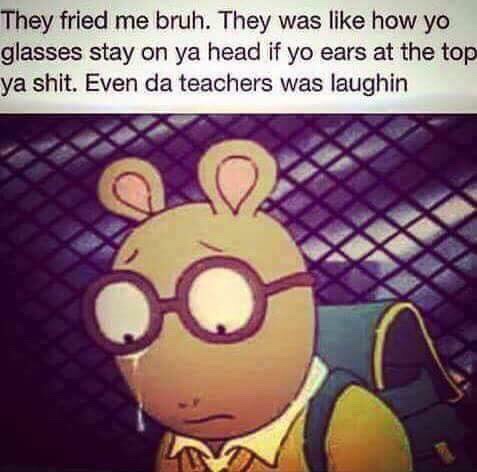 They fried me bruh. They was like how yo
glasses stay on ya head if yo ears at the top
ya shit. Even da teachers was laughin